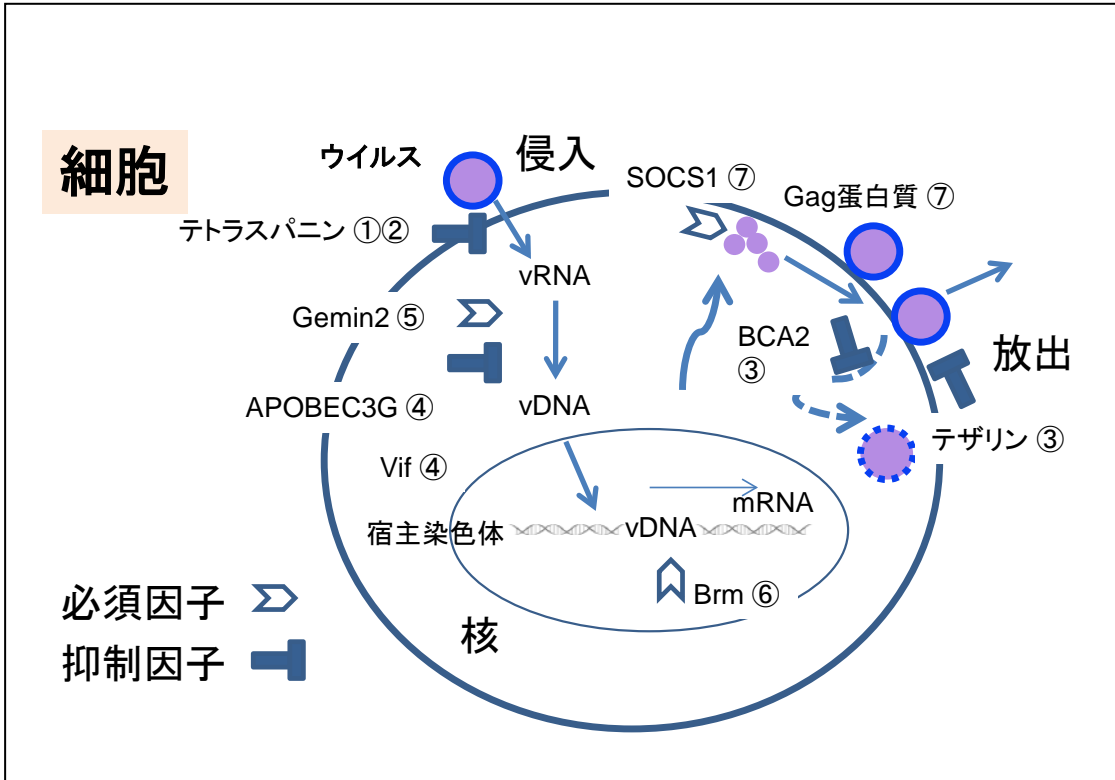 細胞
ウイルス
侵入
SOCS1 ⑦
Gag蛋白質 ⑦
テトラスパニン ①②
vRNA
Gemin2 ⑤
BCA2
③
放出
APOBEC3G ④
vDNA
テザリン ③
Vif ④
mRNA
宿主染色体
vDNA
Brm ⑥
核
必須因子
抑制因子